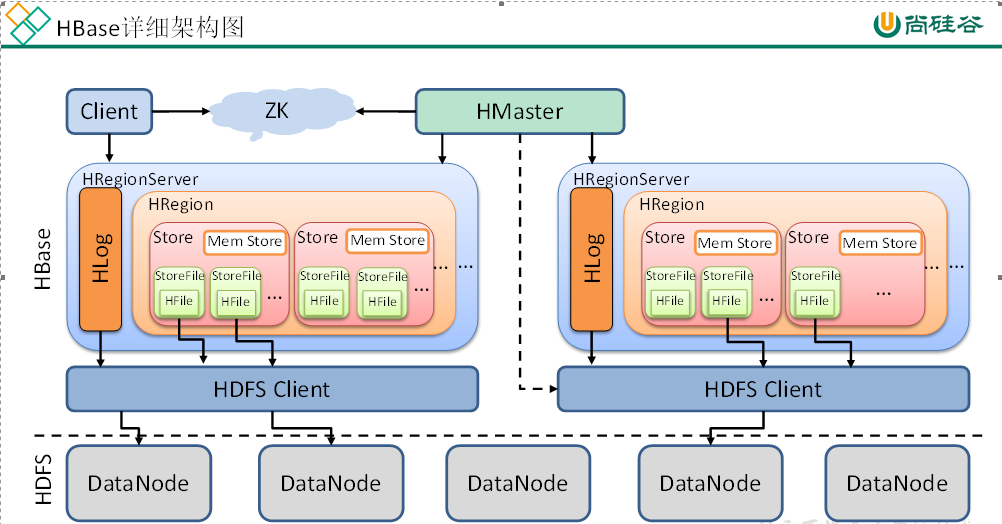 HBase详细架构图
尚硅谷
Client
ZK
HMaster
HBase
HRegionServer
HLog
HRegion
Store
Mem Store
StoreFile
HFile
StoreFile
HFile
...
Store
Mem Store
StoreFile
HFile
StoreFile
HFile
...
...
...
HRegionServer
HLog
HRegion
Store
Mem Store
StoreFile
HFile
StoreFile
HFile
...
Store
Mem Store
StoreFile
HFile
...
...
...
HDFS Client
HDFS Client
HDFS
DataNode
DataNode
DataNode
DataNode
DataNode